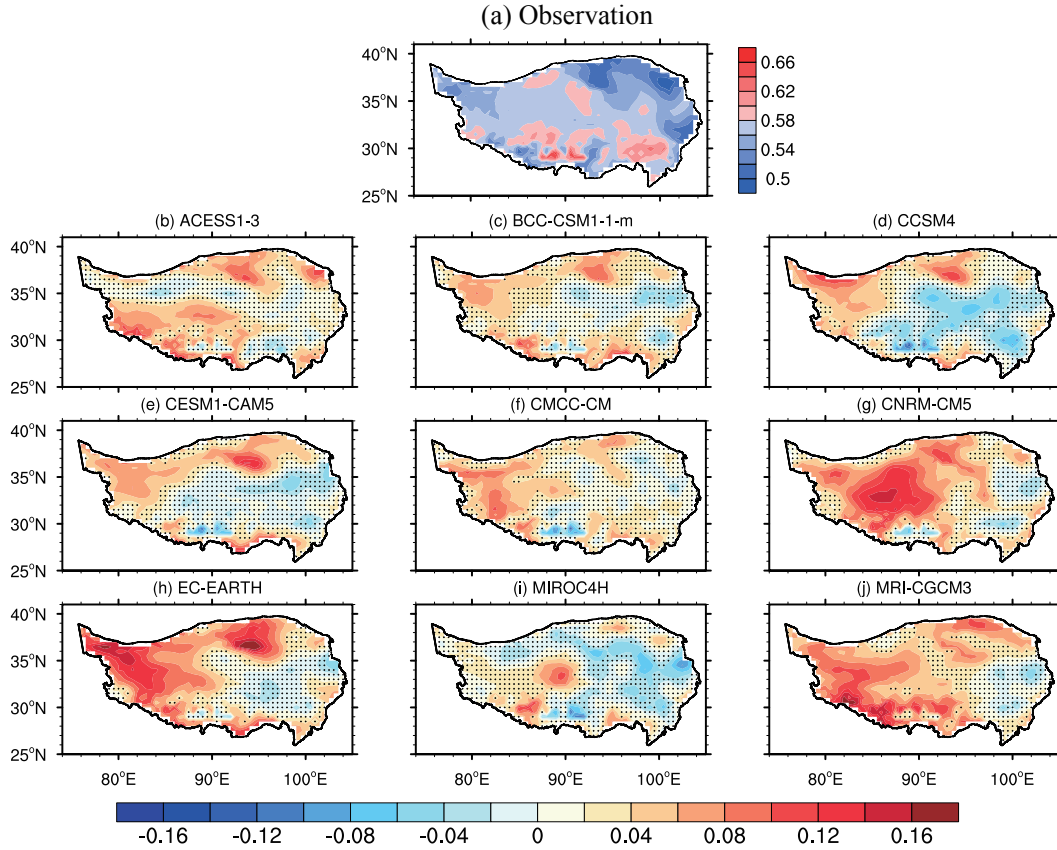 (a) Observation
40°N
35°N
30°N
25°N
0.66
0.62
0.58
0.54
0.5
(b) ACESS1-3
(c) BCC-CSM1-1-m
(d) CCSM4
40°N
35°N
30°N
25°N
(e) CESM1-CAM5
(f) CMCC-CM
(g) CNRM-CM5
40°N
35°N
30°N
25°N
(h) EC-EARTH
(i) MIROC4H
(j) MRI-CGCM3
40°N
35°N
30°N
25°N
80°E 90°E 100°E 80°E 90°E 100°E 80°E 90°E 100°E
-0.16 -0.12 -0.08 -0.04 0 0.04 0.08 0.12 0.16